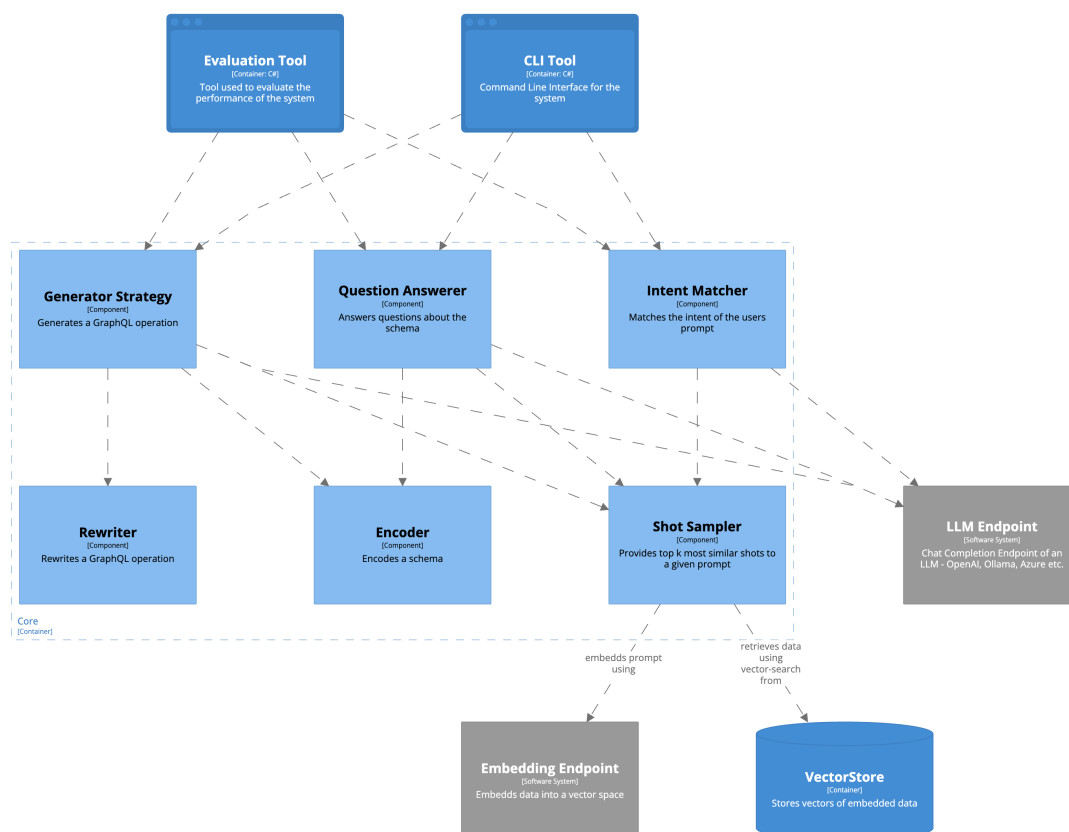 Evaluation Tool
[Container: C#]
Tool used to evaluate the
performance of the system
CLI Tool
[Container: C#]
Command Line Interface for the
system
Generator Strategy
[Component]
Generates a GraphQL operation
Question Answerer
[Component]
Answers questions about the
schema
Intent Matcher
[Component]
Matches the intent of the users
prompt
Rewriter
[Component]
Rewrites a GraphQL operation
Encoder
[Component]
Encodes a schema
Shot Sampler
[Component]
Provides top k most similar shots to
a given prompt
LLM Endpoint
[Software System]
Chat Completion Endpoint of an
LLM - OpenAI, Ollama, Azure etc.
Core
[Container]
embedds prompt
using
retrieves data
using
vector-search
from
Embedding Endpoint
[Software System]
Embedds data into a vector space
VectorStore
[Container]
Stores vectors of embedded data